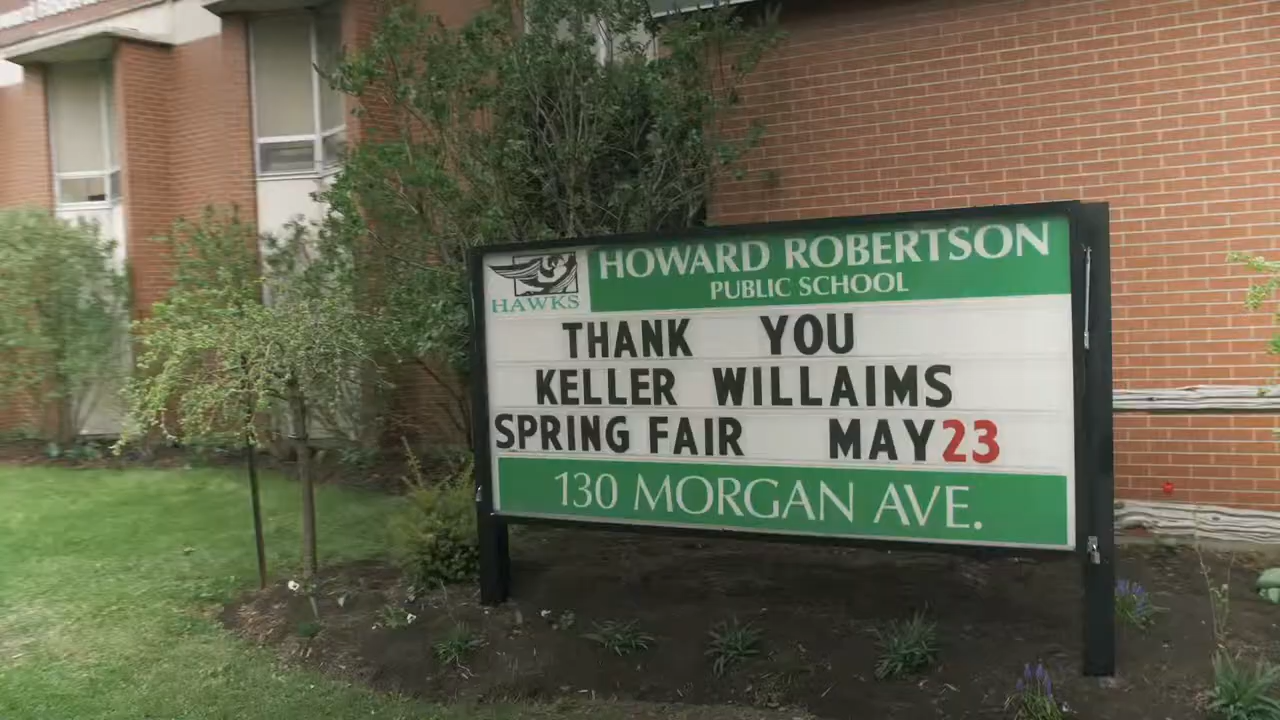 HOWARD ROBERTSON
PUBLIC SCHOOL
HAWKS
THANK YOU
KELLER WILLAIMS
SPRING FAIR MAY23
130 MORGAN AVE.